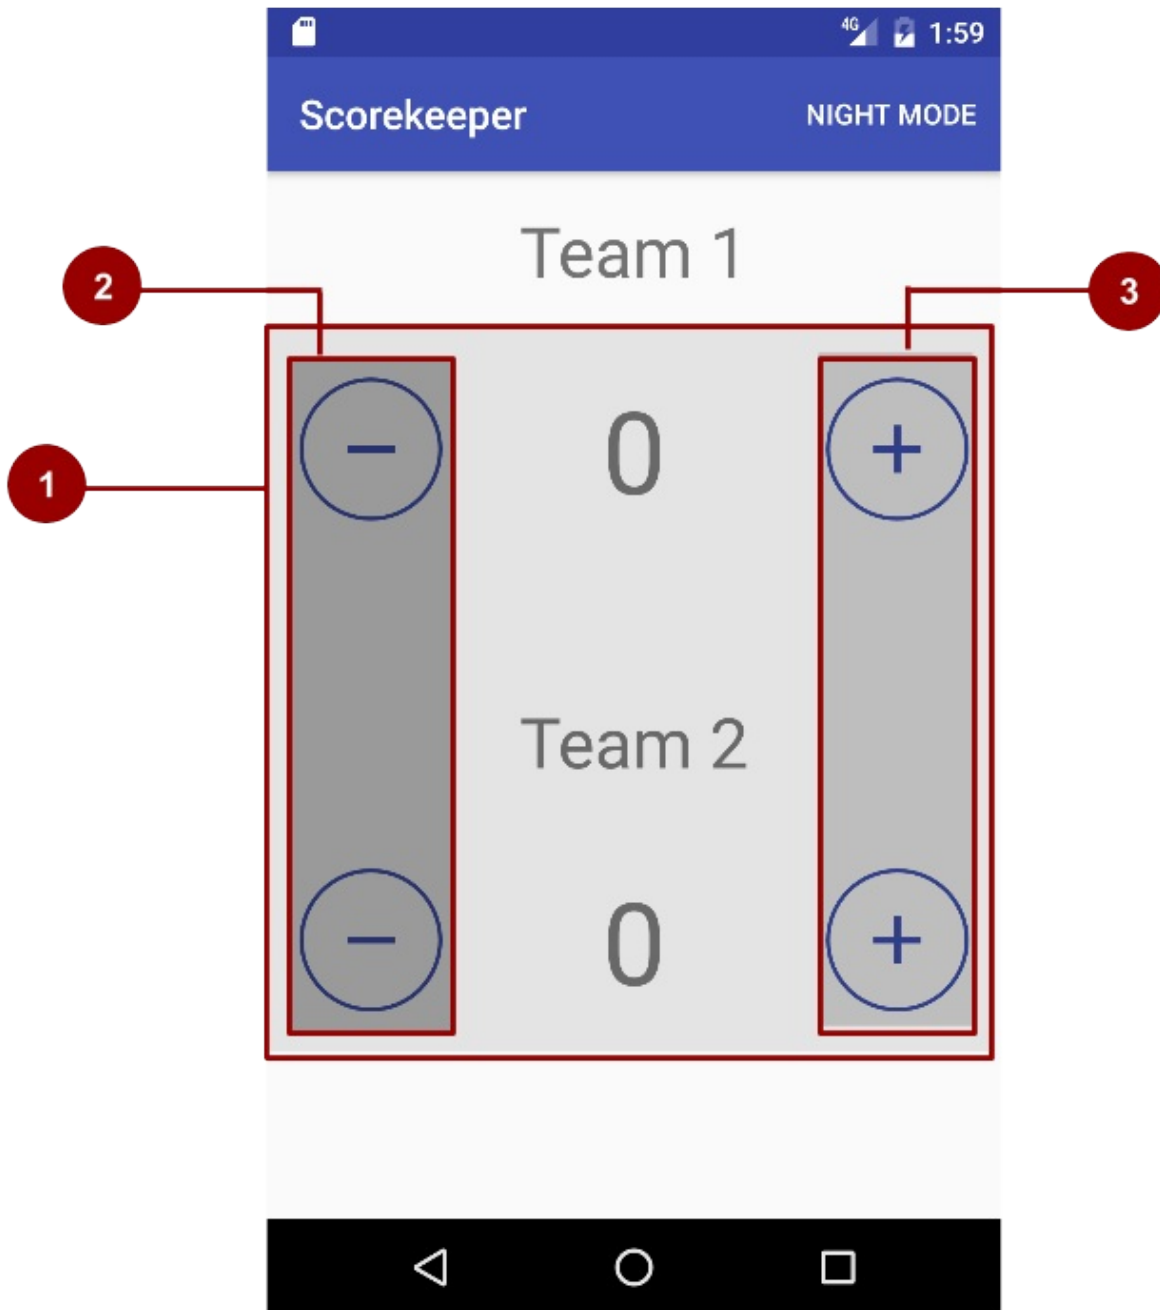 4G 1:59
Scorekeeper NIGHT MODE
Team 1
2
3
− 0 +
1
Team 2
− 0 +